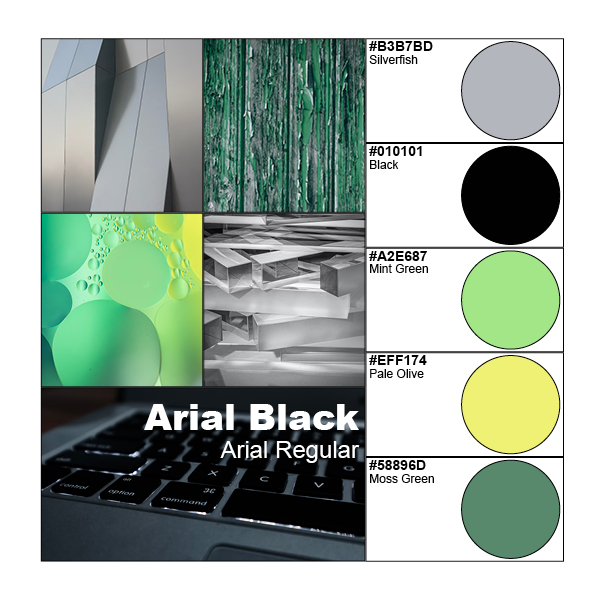 #B3B7BD
Silverfish
#010101
Black
#A2E687
Mint Green
#EFF174
Pale Olive
#58896D
Moss Green
Arial Black
Arial Regular
Z X C V
control option command ⌘